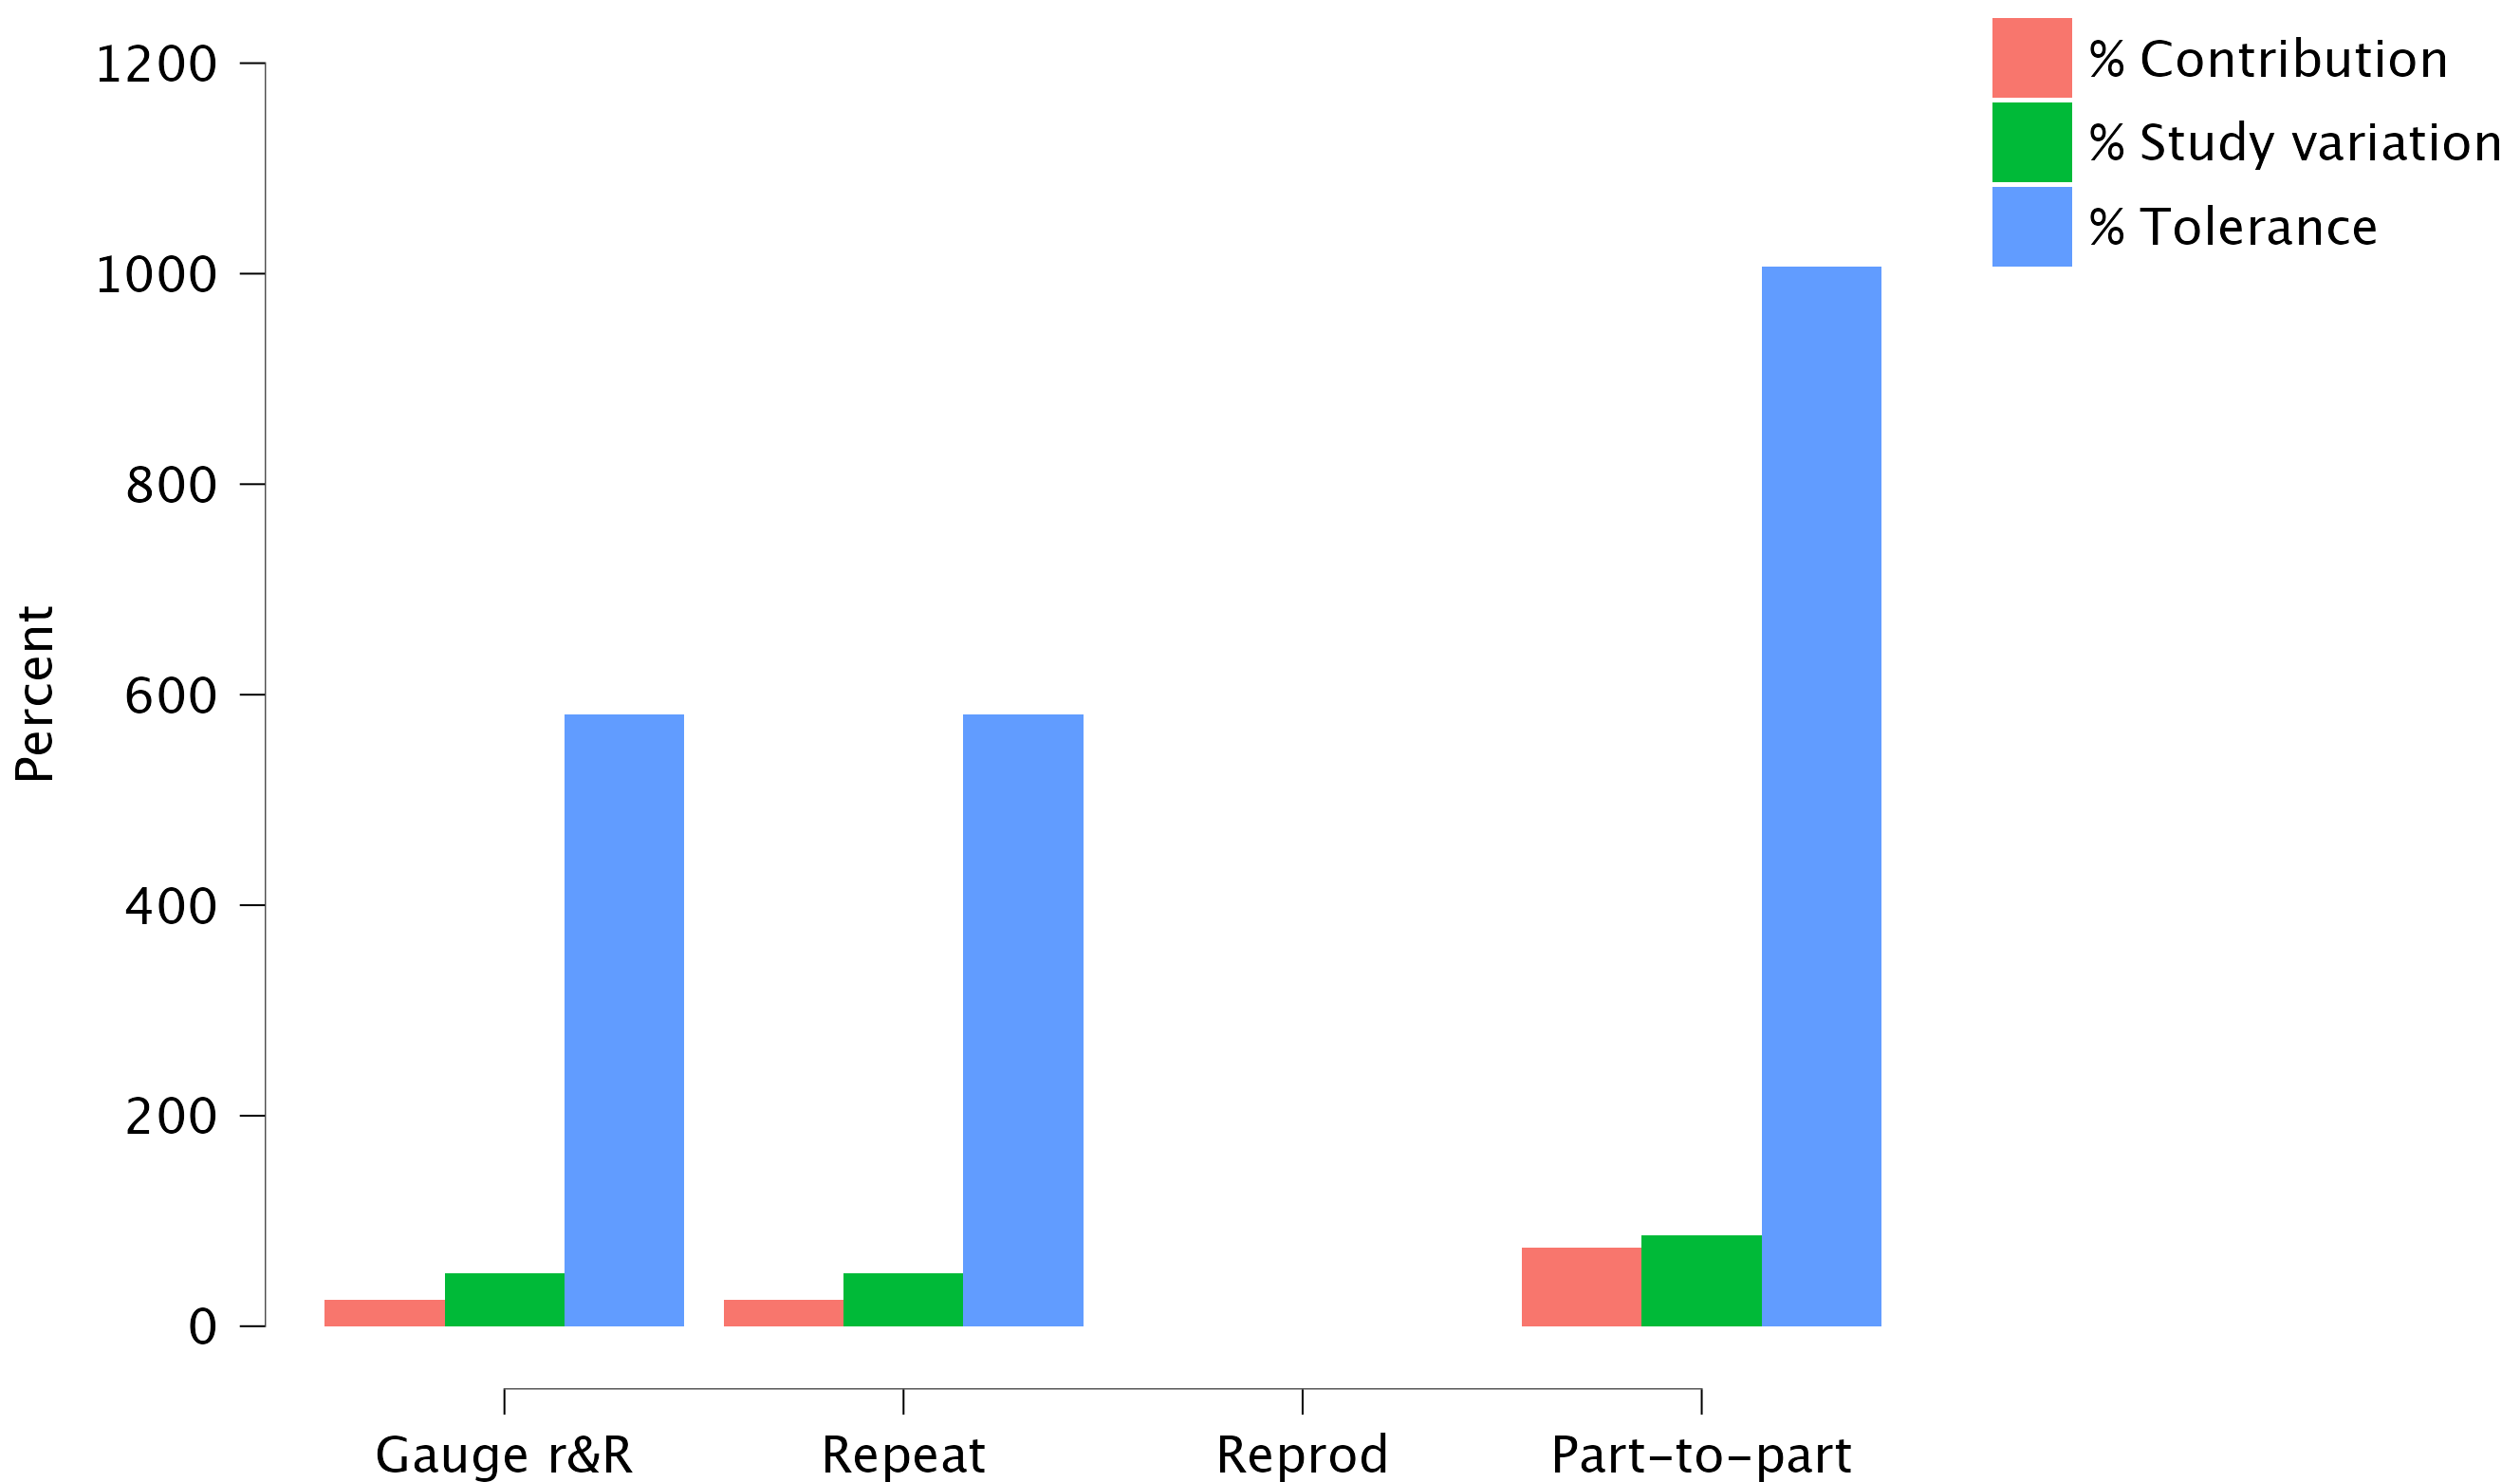 % Contribution
% Study variation
% Tolerance
Percent
1200
1000
800
600
400
200
0
Gauge r&R
Repeat
Reprod
Part-to-part